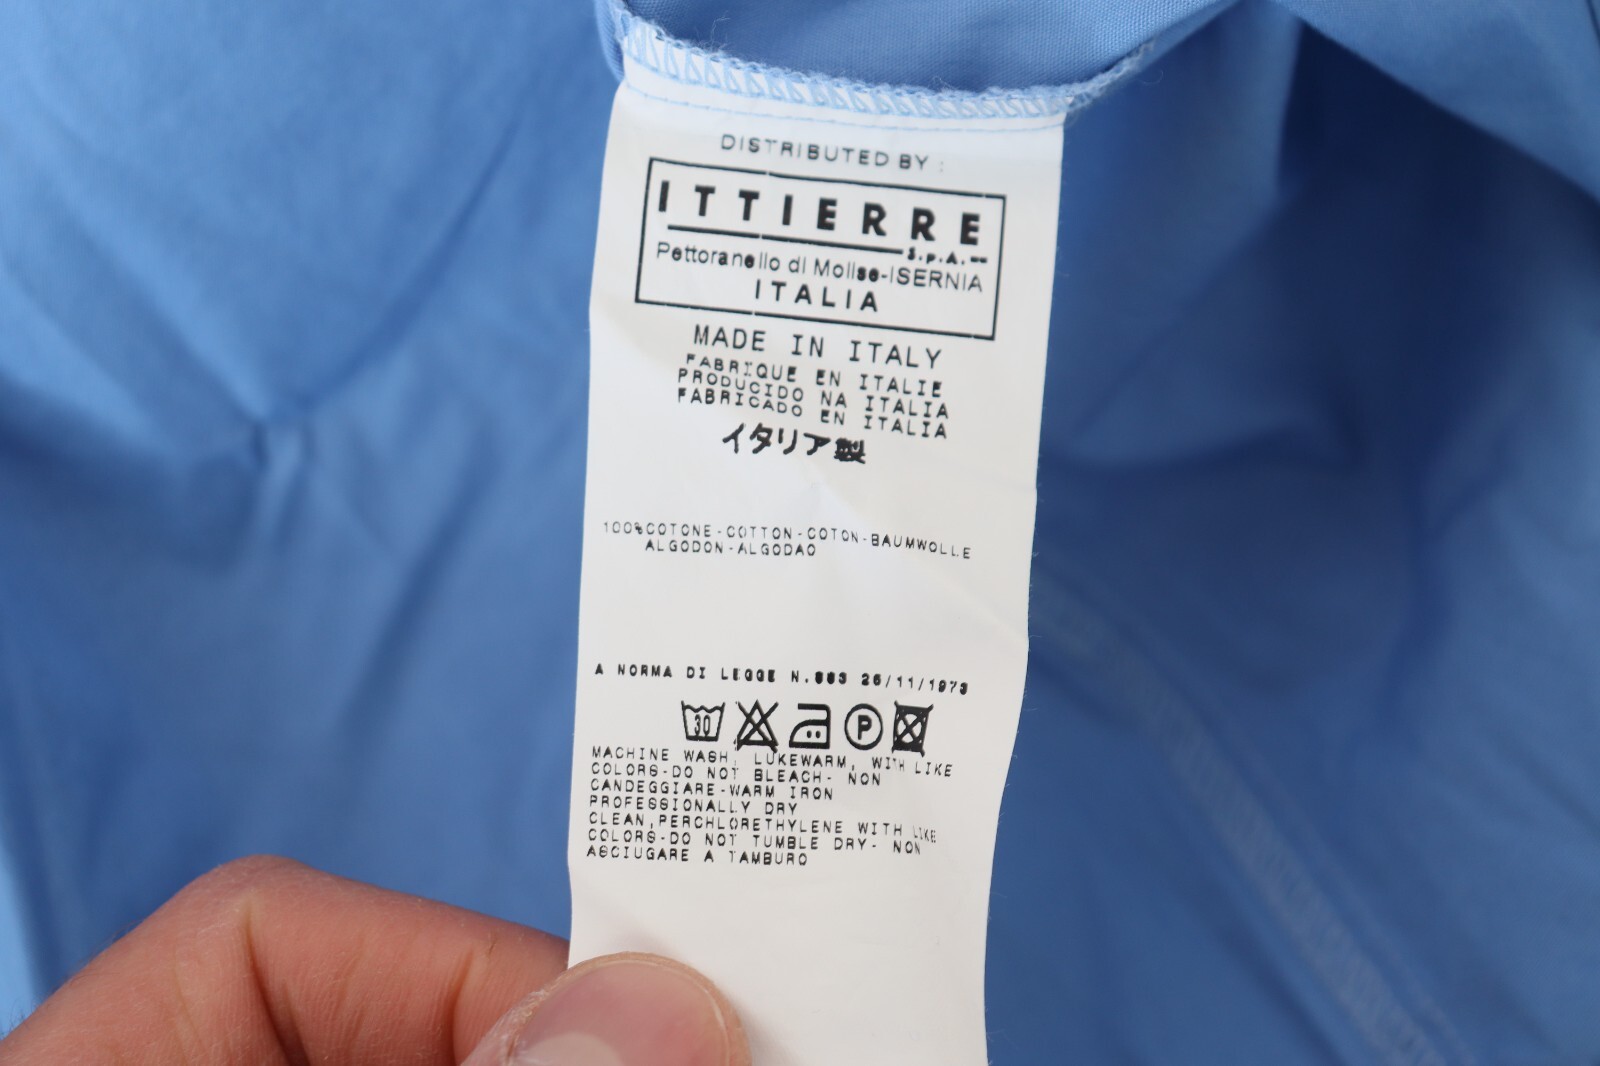 DISTRIBUTED BY :
ITTIERRE
S.p.A.
Pettoranello di Molise-ISERNIA
ITALIA
MADE IN ITALY
FABRIQUE EN ITALIE
PRODUCIDO NA ITALIA
FABRICADO EN ITALIA
イタリア製
100%COTONE-COTTON-COTON-BAUMWOLLE
ALGODON-ALGODAO
A NORMA DI LEGGE N.883 26/11/1973
30
P
MACHINE WASH, LUKEWARM, WITH LIKE
COLORS-DO NOT BLEACH- NON
CANDEGGIARE-WARM IRON
PROFESSIONALLY DRY
CLEAN,PERCHLORETHYLENE WITH LIKE
COLORS-DO NOT TUMBLE DRY- NON
ASCIUGARE A TAMBURO